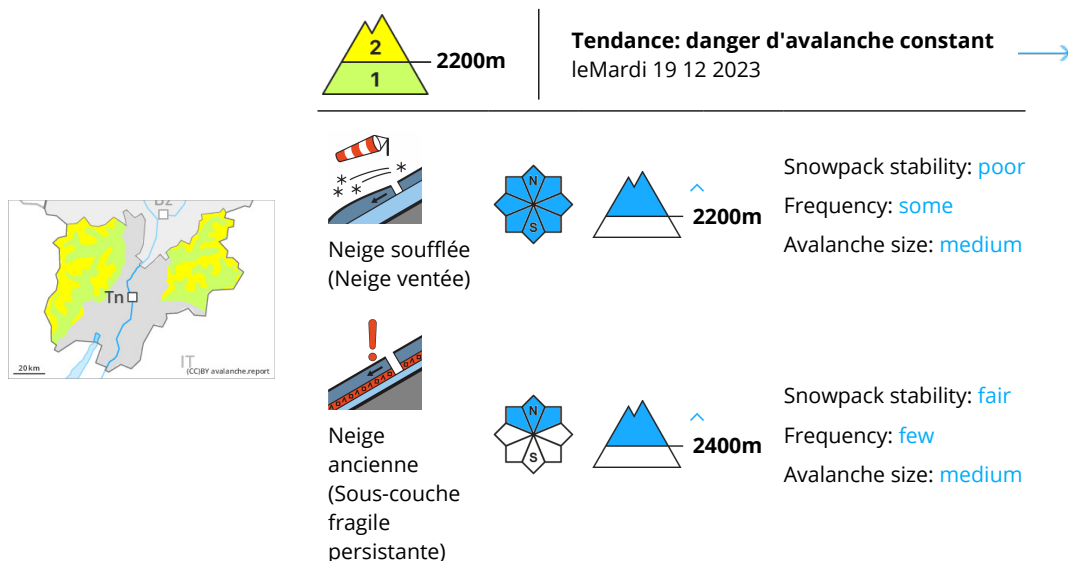 2
1
2200m
Tendance: danger d'avalanche constant
leMardi 19 12 2023
Tn
IT
20 km
(CC)BY avalanche.report
Neige soufflée
(Neige ventée)
N
S
2200m
Snowpack stability: poor
Frequency: some
Avalanche size: medium
Neige
ancienne
(Sous-couche
fragile
persistante)
N
S
2400m
Snowpack stability: fair
Frequency: few
Avalanche size: medium